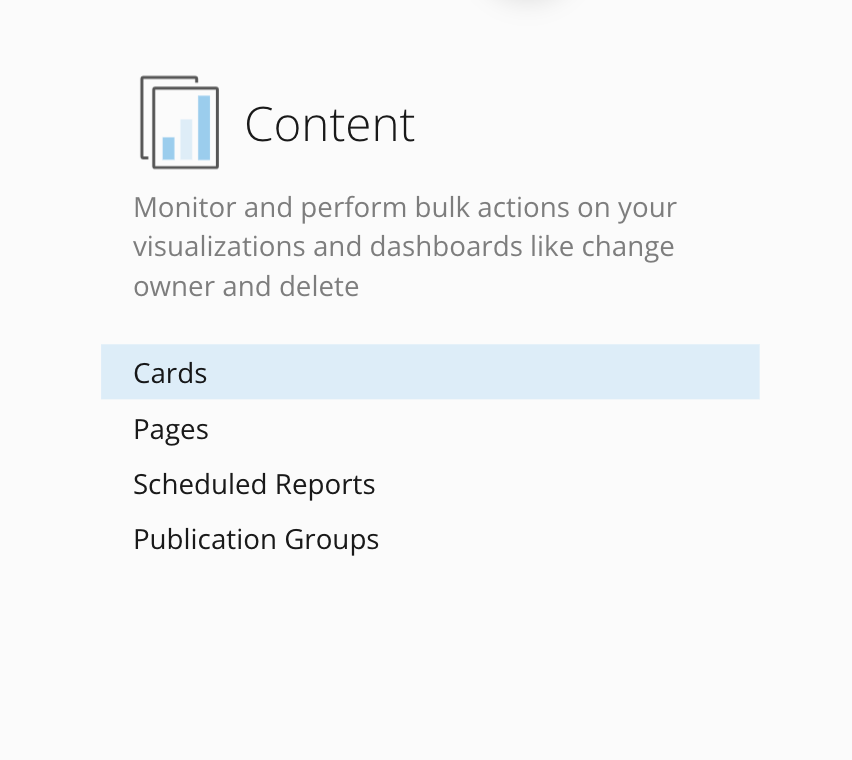 Content
Monitor and perform bulk actions on your
visualizations and dashboards like change
owner and delete
Cards
Pages
Scheduled Reports
Publication Groups